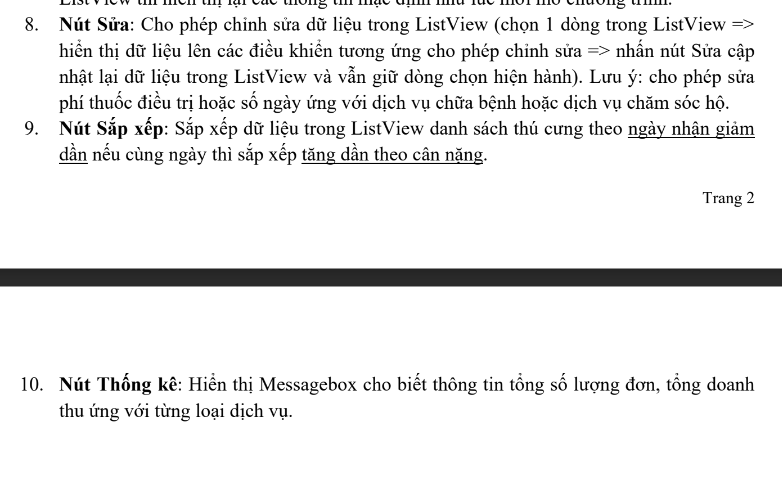 8. Nút Sửa: Cho phép chỉnh sửa dữ liệu trong ListView (chọn 1 dòng trong ListView =>
hiển thị dữ liệu lên các điều khiển tương ứng cho phép chỉnh sửa => nhấn nút Sửa cập
nhật lại dữ liệu trong ListView và vẫn giữ dòng chọn hiện hành). Lưu ý: cho phép sửa
phí thuốc điều trị hoặc số ngày ứng với dịch vụ chữa bệnh hoặc dịch vụ chăm sóc hộ.
9. Nút Sắp xếp: Sắp xếp dữ liệu trong ListView danh sách thú cưng theo ngày nhận giảm
dần nếu cùng ngày thì sắp xếp tăng dần theo cân nặng.
Trang 2
10. Nút Thống kê: Hiển thị Messagebox cho biết thông tin tổng số lượng đơn, tổng doanh
thu ứng với từng loại dịch vụ.